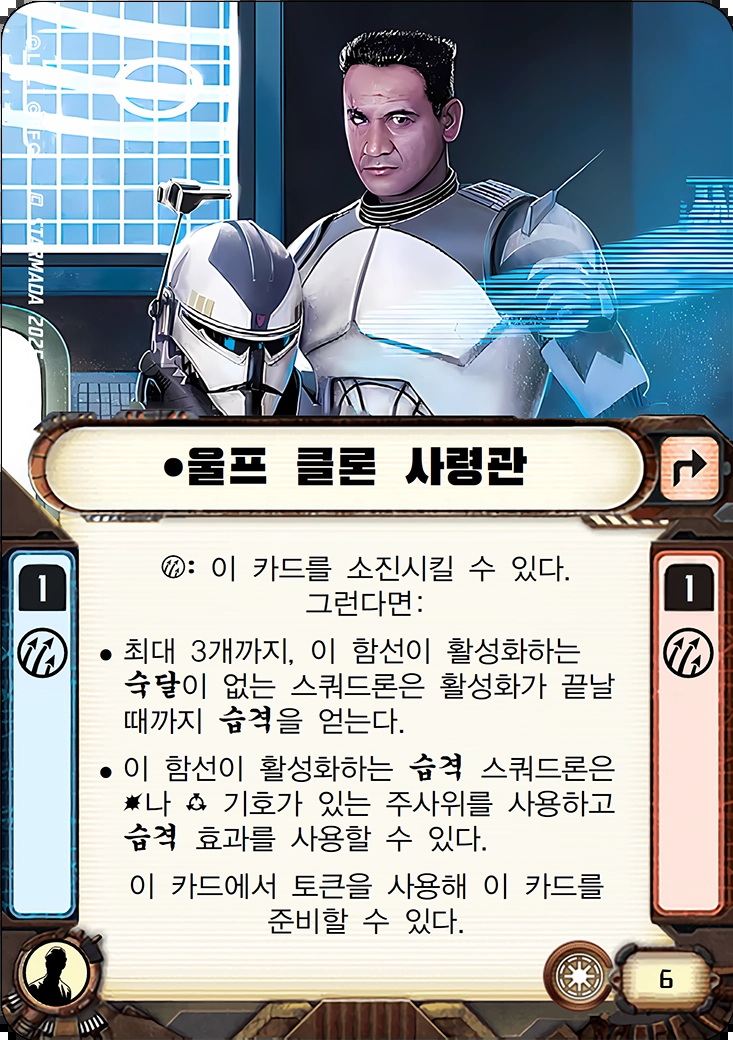 •울프 클론 사령관
: 이 카드를 소진시킬 수 있다.
그런다면:
• 최대 3개까지, 이 함선이 활성화하는
숙달이 없는 스쿼드론은 활성화가 끝날
때까지 습격을 얻는다.
• 이 함선이 활성화하는 습격 스쿼드론은
나 기호가 있는 주사위를 사용하고
습격 효과를 사용할 수 있다.
이 카드에서 토큰을 사용해 이 카드를
준비할 수 있다.
1
1
6
STARMADA